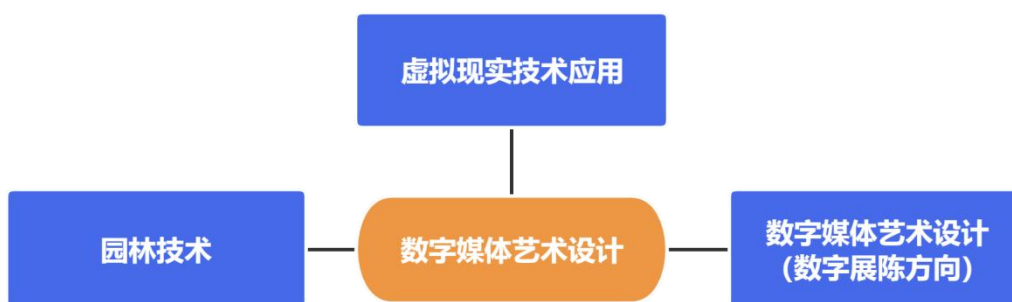 虚拟现实技术应用
园林技术
数字媒体艺术设计
数字媒体艺术设计
（数字展陈方向）